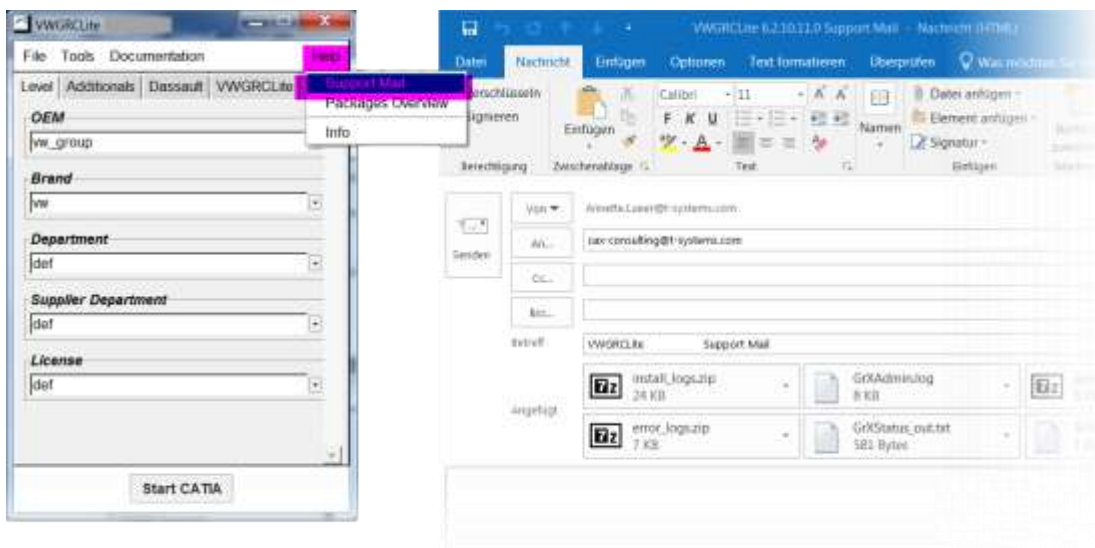 VWGRCLite
File Tools Documentation Help
Level Additionals Dassault VWGRCLite
Support Mail
Packages Overview
Info
OEM
vw_group
Brand
vw
Department
def
Supplier Department
def
License
def
Start CATIA
VWGRCLite 6.2.10.11.0 Support Mail - Nachricht (HTML)
Datei Nachricht Einfügen Optionen Text formatieren Überprüfen Was möchten
Einfügen
Calibri 11
F K U
Namen
Datei anfügen
Element anfügen
Signatur
Berechtigung Zwischenablage Text Einfügen
Senden
Von
An... sax-consulting@t-systems.com
Cc...
Bcc...
Betreff VWGRCLite Support Mail
Angefügt
install_logs.zip
24 KB
GrXAdmin.log
8 KB
error_logs.zip
7 KB
GrXStatus_out.txt
581 Bytes